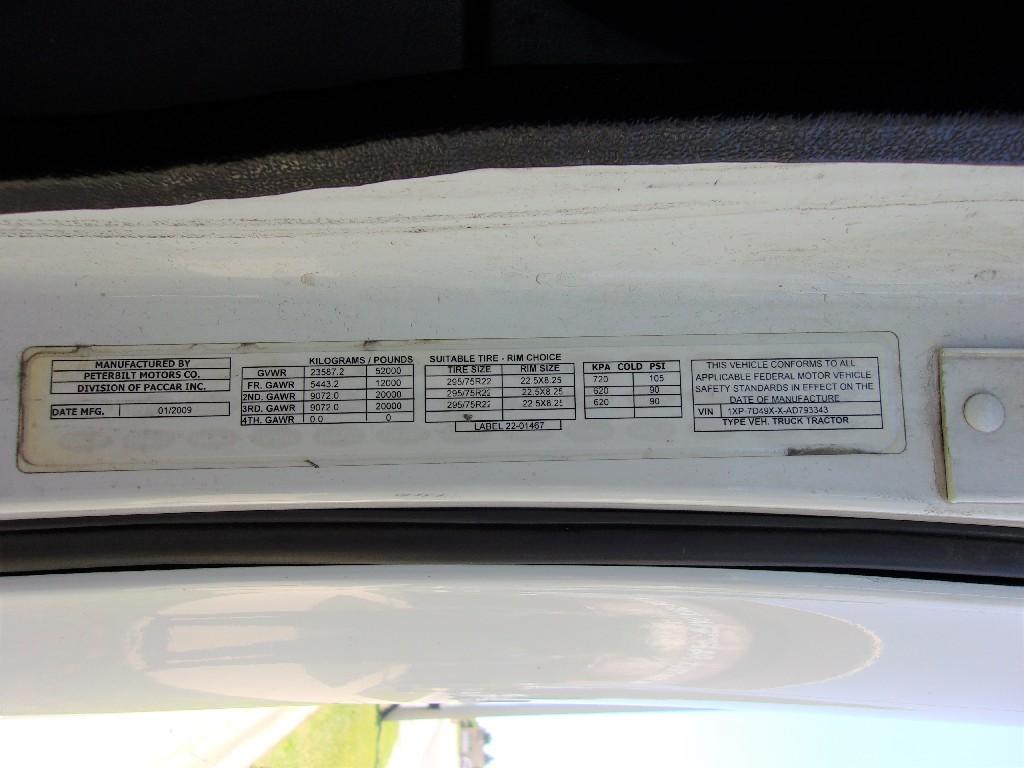 MANUFACTURED BY
PETERBILT MOTORS CO.
DIVISION OF PACCAR INC.
DATE MFG. 01/2009
KILOGRAMS / POUNDS
GVWR 23587.2 52000
FR. GAWR 5443.2 12000
2ND. GAWR 9072.0 20000
3RD. GAWR 9072.0 20000
4TH. GAWR 0.0 0
SUITABLE TIRE - RIM CHOICE
TIRE SIZE RIM SIZE
295/75R22 22.5X8.25
295/75R22 22.5X8.25
295/75R22 22.5X8.25
LABEL 22-01467
KPA COLD PSI
720 105
620 90
620 90
THIS VEHICLE CONFORMS TO ALL
APPLICABLE FEDERAL MOTOR VEHICLE
SAFETY STANDARDS IN EFFECT ON THE
DATE OF MANUFACTURE
VIN 1XP-7D49X-X-AD793343
TYPE VEH. TRUCK TRACTOR